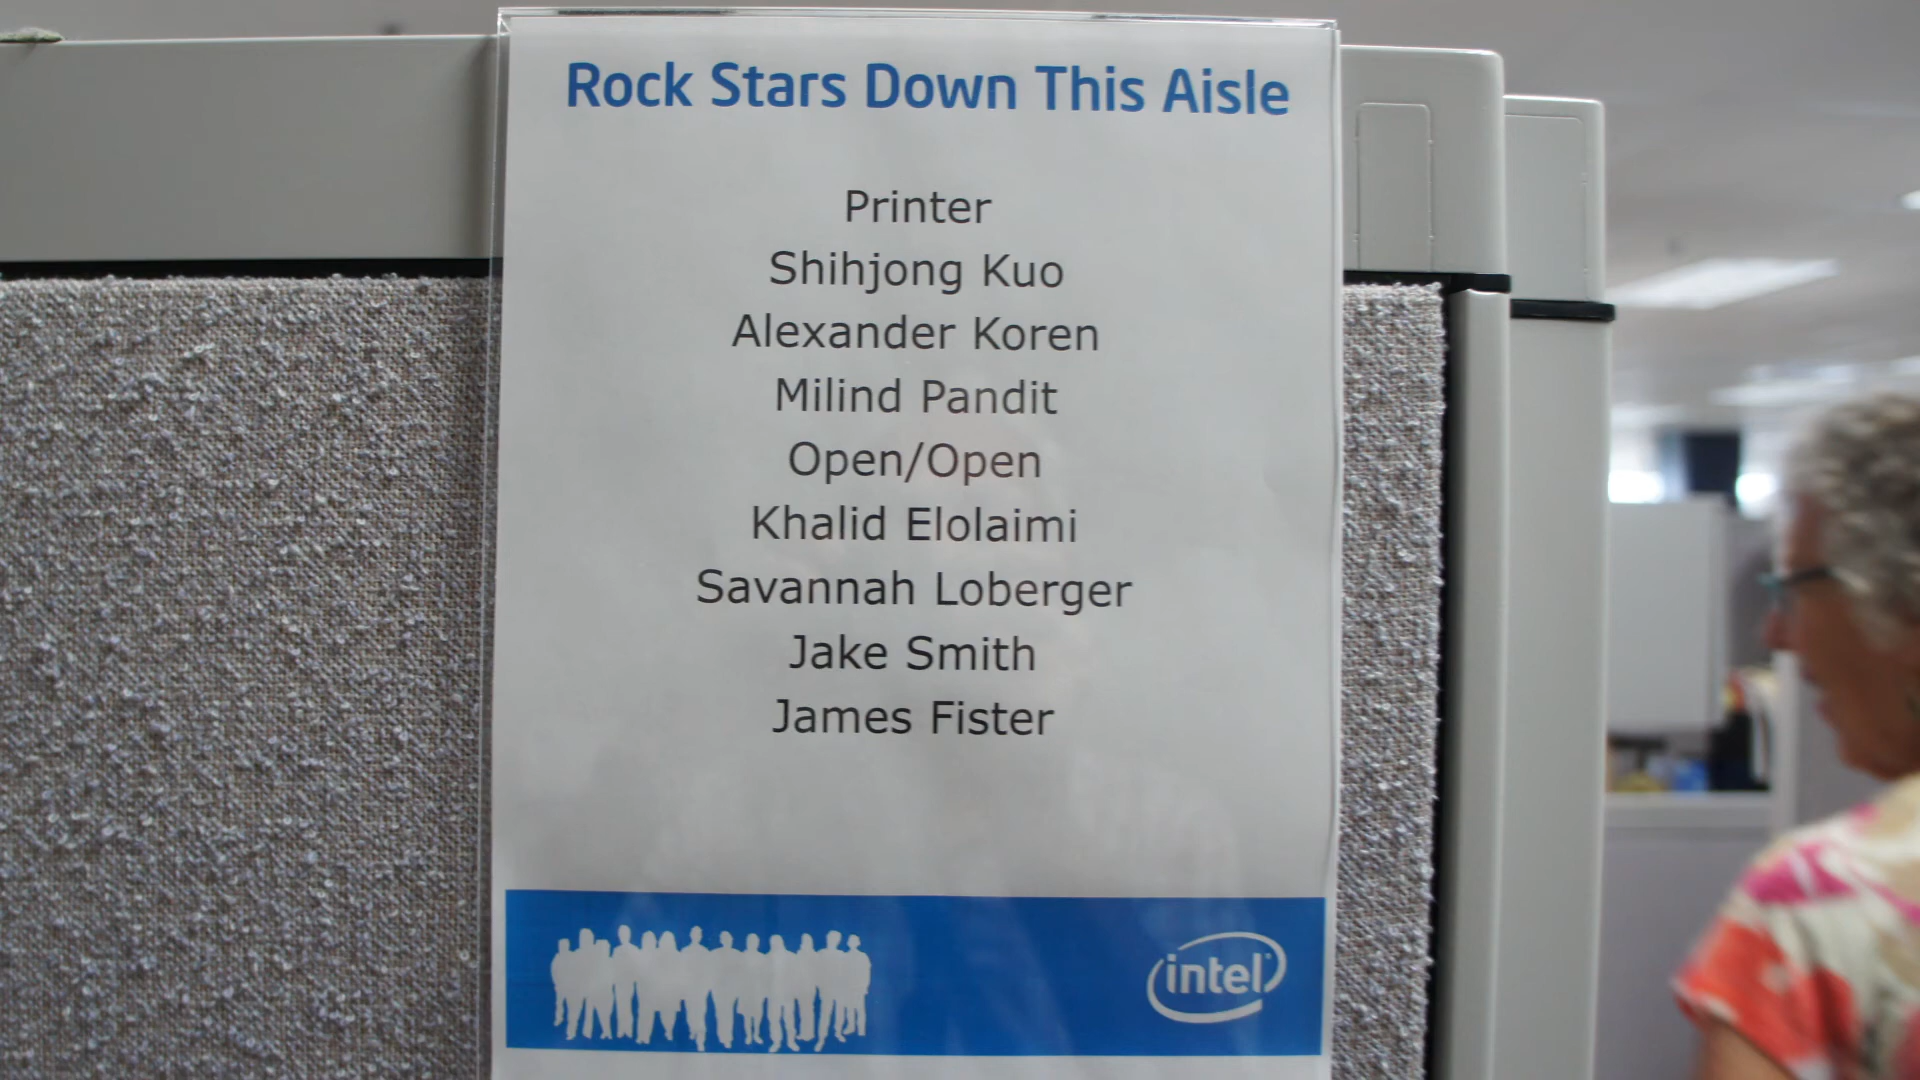 Rock Stars Down This Aisle
Printer
Shihjong Kuo
Alexander Koren
Milind Pandit
Open/Open
Khalid Elolaimi
Savannah Loberger
Jake Smith
James Fister
intel